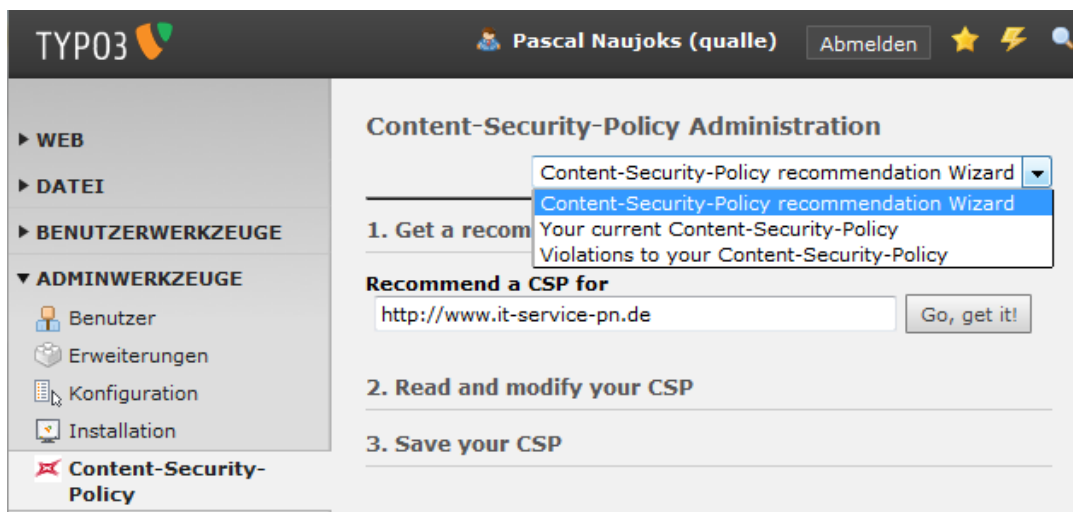 TYPO3
Pascal Naujoks (qualle)
Abmelden
WEB
DATEI
BENUTZERWERKZEUGE
ADMINWERKZEUGE
Benutzer
Erweiterungen
Konfiguration
Installation
Content-Security-
Policy
Content-Security-Policy Administration
Content-Security-Policy recommendation Wizard
Content-Security-Policy recommendation Wizard
Your current Content-Security-Policy
Violations to your Content-Security-Policy
1. Get a recom
Recommend a CSP for
http://www.it-service-pn.de
Go, get it!
2. Read and modify your CSP
3. Save your CSP